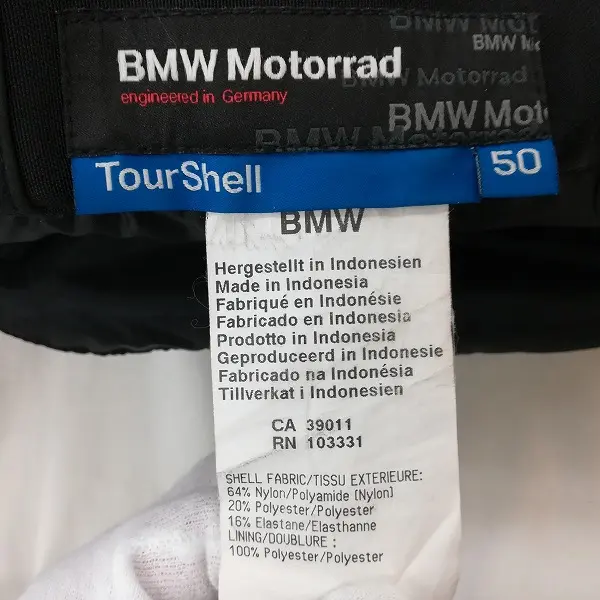 BMW Motorrad
engineered in Germany
BMW
BMW Motorrad
BMW Mot
BMW Motorrad
TourShell
50
BMW
Hergestellt in Indonesien
Made in Indonesia
Fabriqué en Indonésie
Fabricado en Indonesia
Prodotto in Indonesia
Geproduceerd in Indonesie
Fabricado na Indonésia
Tillverkat i Indonesien
CA 39011
RN 103331
SHELL FABRIC/TISSU EXTERIEURE:
64% Nylon/Polyamide [Nylon]
20% Polyester/Polyester
16% Elastane/Elasthanne
LINING/DOUBLURE :
100% Polyester/Polyester